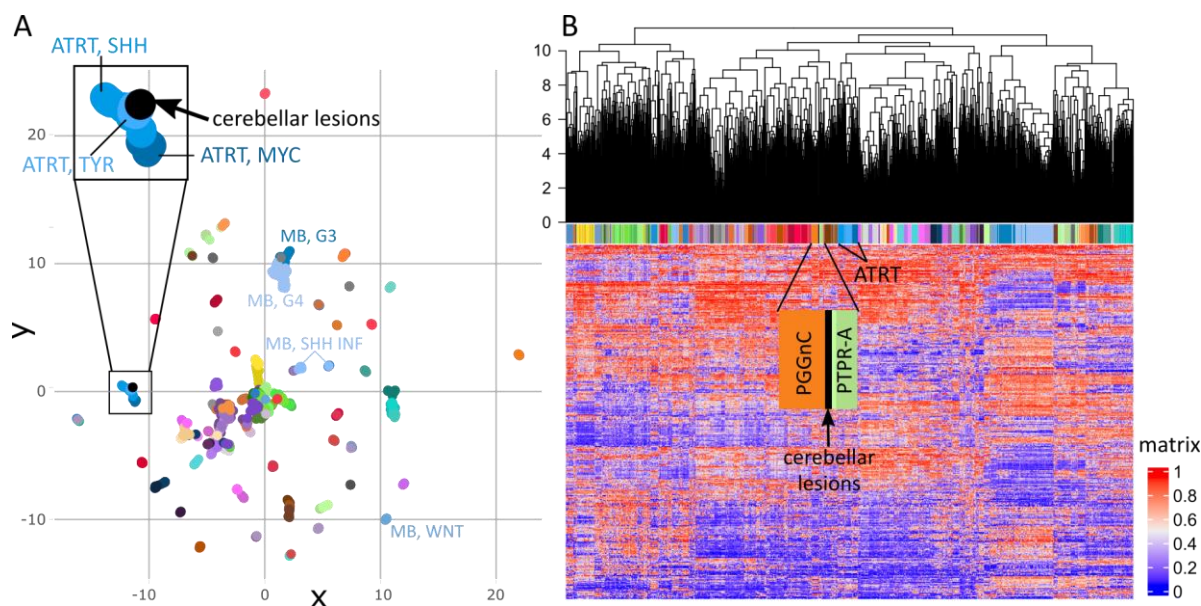 A
ATRT, SHH
cerebellar lesions
ATRT, TYR
ATRT, MYC
MB, G3
MB, G4
MB, SHH INF
MB, WNT
y
20
10
0
-10
-10
0
10
20
x
B
10
8
6
4
2
0
ATRT
PGGnC
PTPR-A
cerebellar
lesions
matrix
1
0.8
0.6
0.4
0.2
0